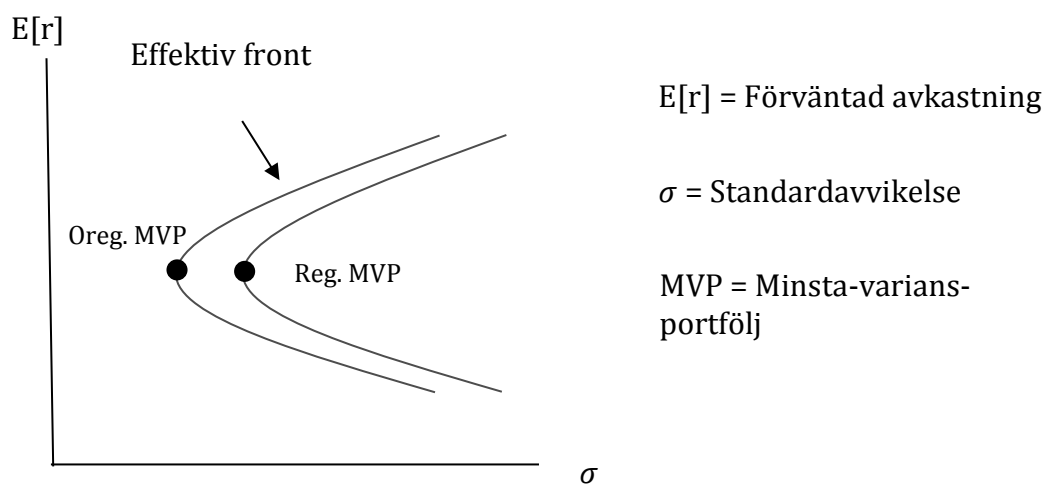 E[r]
Effektiv front
E[r] = Förväntad avkastning
σ = Standardavvikelse
Oreg. MVP
Reg. MVP
MVP = Minsta-varians-
portfölj
σ